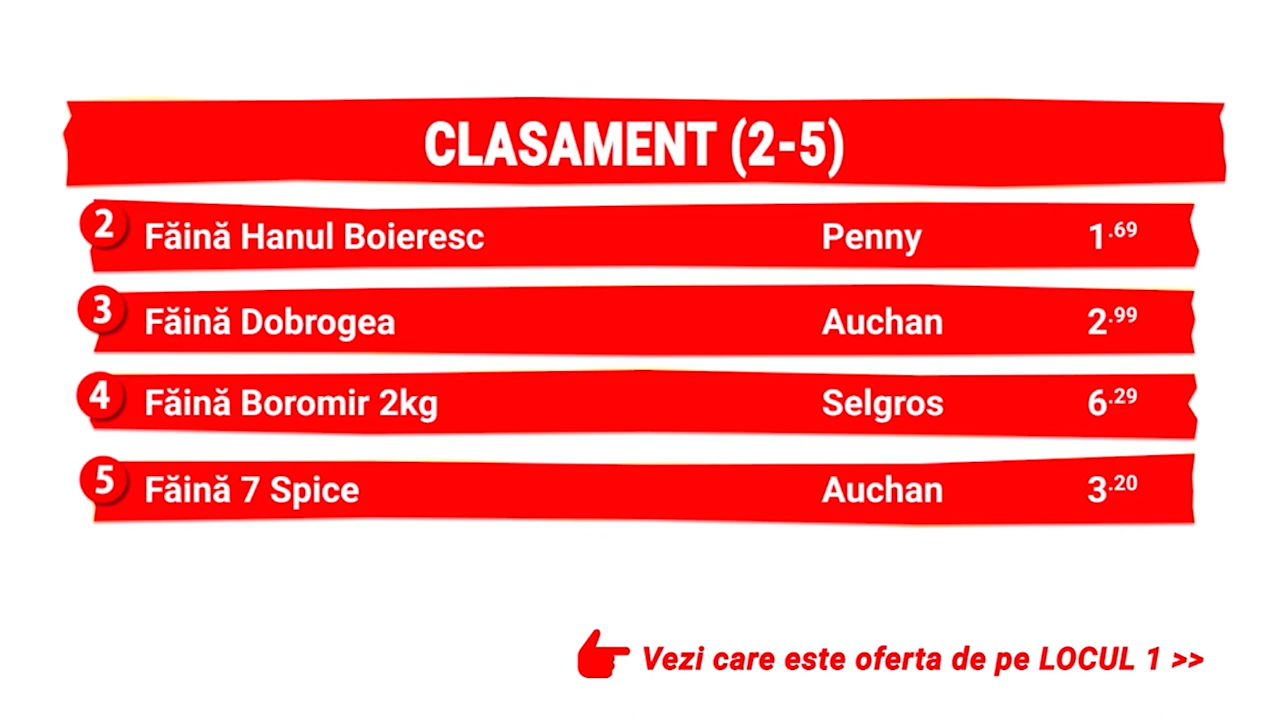 CLASAMENT (2-5)
2 Făină Hanul Boieresc Penny 1.69
3 Făină Dobrogea Auchan 2.99
4 Făină Boromir 2kg Selgros 6.29
5 Făină 7 Spice Auchan 3.20
Vezi care este oferta de pe LOCUL 1 >>